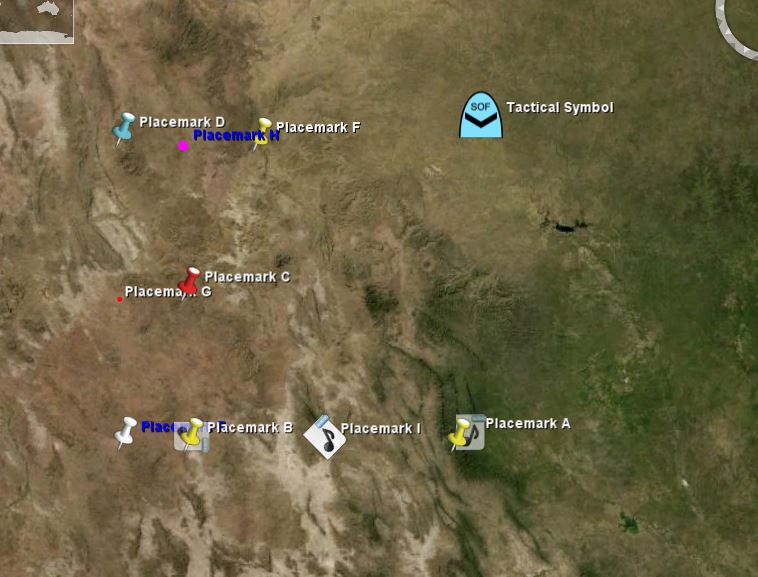 SOF
Tactical Symbol
Placemark D
Placemark H
Placemark F
Placemark C
Placemark G
Placemark B
Placemark I
Placemark A